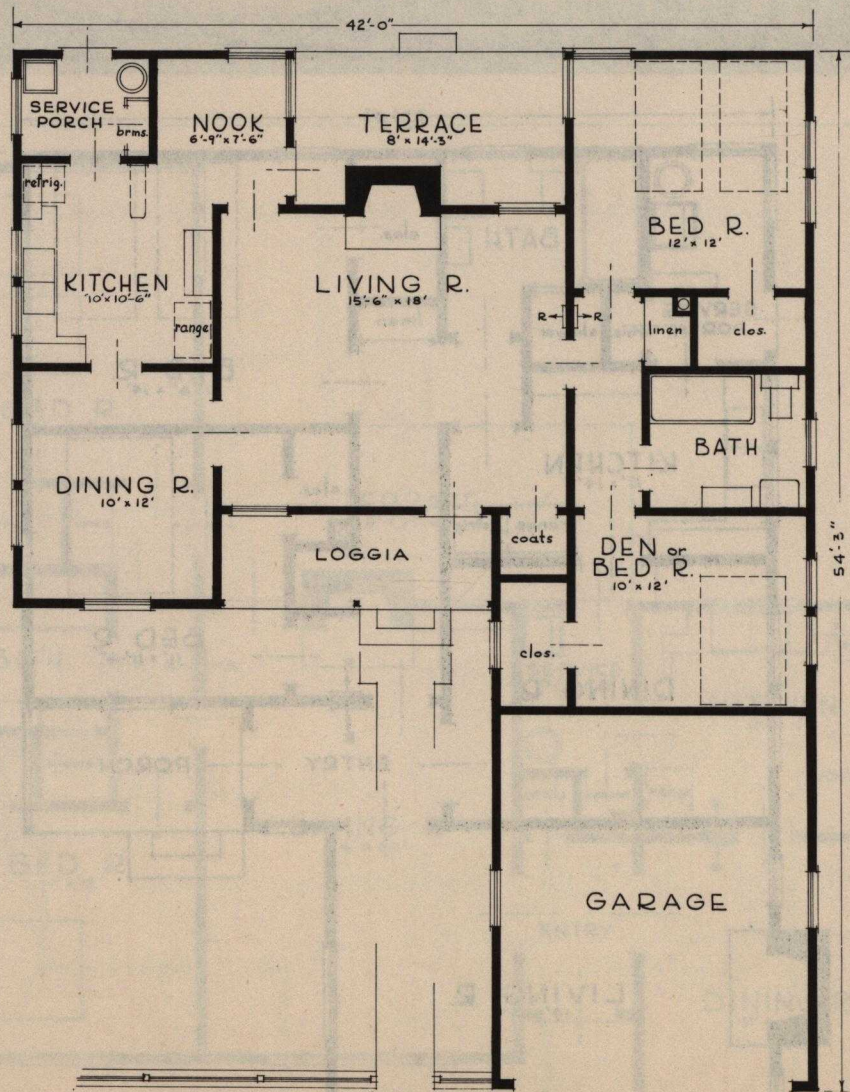 42'-0"
SERVICE
PORCH
brms.
NOOK
6'-9" x 7'-6"
TERRACE
8' x 14'-3"
refrig.
BED R.
12' x 12'
KITCHEN
10' x 10'-6"
LIVING R.
15'-6" x 18'
range
R R
linen
clos.
BATH
DINING R.
10' x 12'
LOGGIA
coats
DEN or
BED R.
10' x 12'
54'-3"
clos.
GARAGE